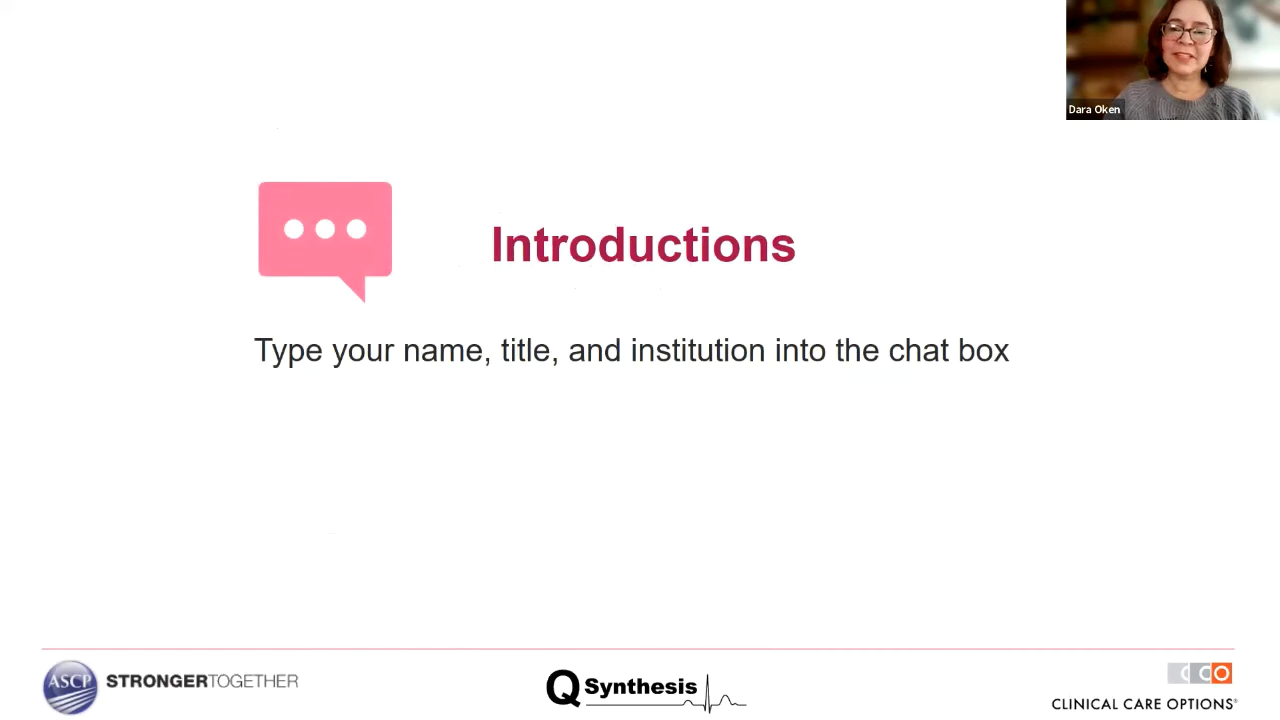 Dara Oken
Introductions
Type your name, title, and institution into the chat box
ASCP STRONGERTOGETHER
Q Synthesis
CCO
CLINICAL CARE OPTIONS®